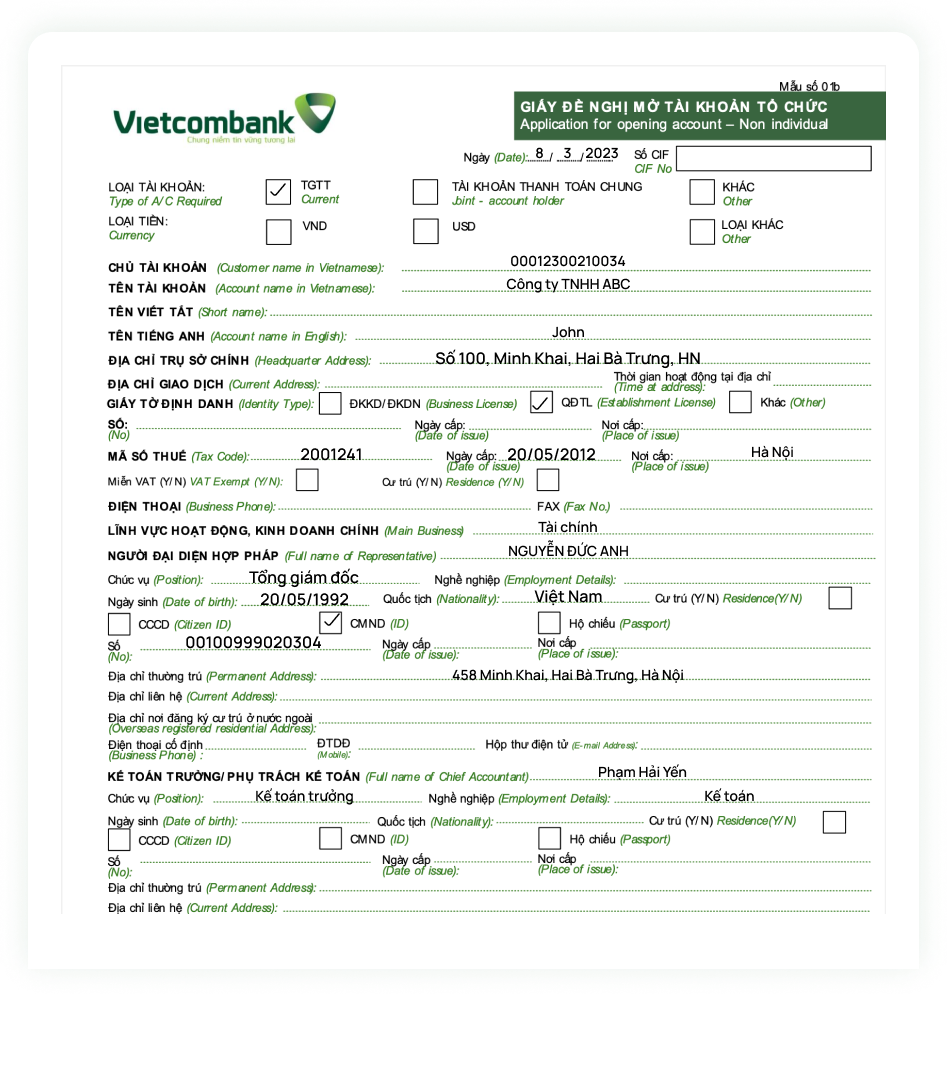 Mẫu số 01b
Vietcombank
Chung niềm tin vững tương lai
GIẤY ĐỀ NGHỊ MỞ TÀI KHOẢN TỔ CHỨC
Application for opening account – Non individual
Ngày (Date): 8 / 3 / 2023 Số CIF
CIF No
LOẠI TÀI KHOẢN: TGTT TÀI KHOẢN THANH TOÁN CHUNG KHÁC
Type of A/C Required Current Joint - account holder Other
LOẠI TIỀN: VND USD LOẠI KHÁC
Currency Other
CHỦ TÀI KHOẢN (Customer name in Vietnamese): 00012300210034
TÊN TÀI KHOẢN (Account name in Vietnamese): Công ty TNHH ABC
TÊN VIẾT TẮT (Short name):
TÊN TIẾNG ANH (Account name in English): John
ĐỊA CHỈ TRỤ SỞ CHÍNH (Headquarter Address): Số 100, Minh Khai, Hai Bà Trưng, HN
ĐỊA CHỈ GIAO DỊCH (Current Address): Thời gian hoạt động tại địa chỉ
(Time at address):
GIẤY TỜ ĐỊNH DANH (Identity Type): ĐKKD/ĐKDN (Business License) QĐTL (Establishment License) Khác (Other)
SỐ: Ngày cấp: Nơi cấp:
(No) (Date of issue) (Place of issue)
MÃ SỐ THUẾ (Tax Code): 2001241 Ngày cấp: 20/05/2012 Nơi cấp: Hà Nội
(Date of issue) (Place of issue)
Miễn VAT (Y/N) VAT Exempt (Y/N): Cư trú (Y/N) Residence (Y/N)
ĐIỆN THOẠI (Business Phone): FAX (Fax No.)
LĨNH VỰC HOẠT ĐỘNG, KINH DOANH CHÍNH (Main Business) Tài chính
NGƯỜI ĐẠI DIỆN HỢP PHÁP (Full name of Representative) NGUYỄN ĐỨC ANH
Chức vụ (Position): Tổng giám đốc Nghề nghiệp (Employment Details):
Ngày sinh (Date of birth): 20/05/1992 Quốc tịch (Nationality): Việt Nam Cư trú (Y/N) Residence(Y/N)
CCCD (Citizen ID) CMND (ID) Hộ chiếu (Passport)
Số 00100999020304 Ngày cấp Nơi cấp
(No): (Date of issue): (Place of issue):
Địa chỉ thường trú (Permanent Address): 458 Minh Khai, Hai Bà Trưng, Hà Nội
Địa chỉ liên hệ (Current Address):
Địa chỉ nơi đăng ký cư trú ở nước ngoài
(Overseas registered residential Address):
Điện thoại cố định ĐTDĐ Hộp thư điện tử (E-mail Address):
(Business Phone) : (Mobile):
KẾ TOÁN TRƯỞNG/ PHỤ TRÁCH KẾ TOÁN (Full name of Chief Accountant) Phạm Hải Yến
Chức vụ (Position): Kế toán trưởng Nghề nghiệp (Employment Details): Kế toán
Ngày sinh (Date of birth): Quốc tịch (Nationality): Cư trú (Y/N) Residence(Y/N)
CCCD (Citizen ID) CMND (ID) Hộ chiếu (Passport)
Số Ngày cấp Nơi cấp
(No): (Date of issue): (Place of issue):
Địa chỉ thường trú (Permanent Address):
Địa chỉ liên hệ (Current Address):